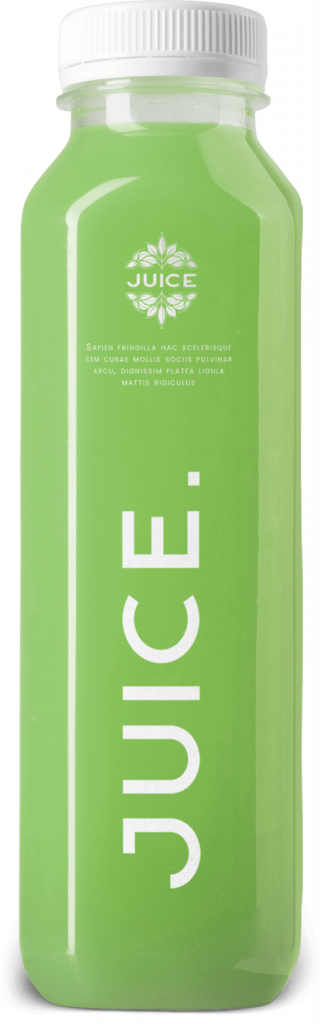 JUICE
Sapien fringilla hac scelerisque
sem curae mollis sociis pulvinar
arcu, dignissim platea ligula
mattis ridiculus
JUICE.